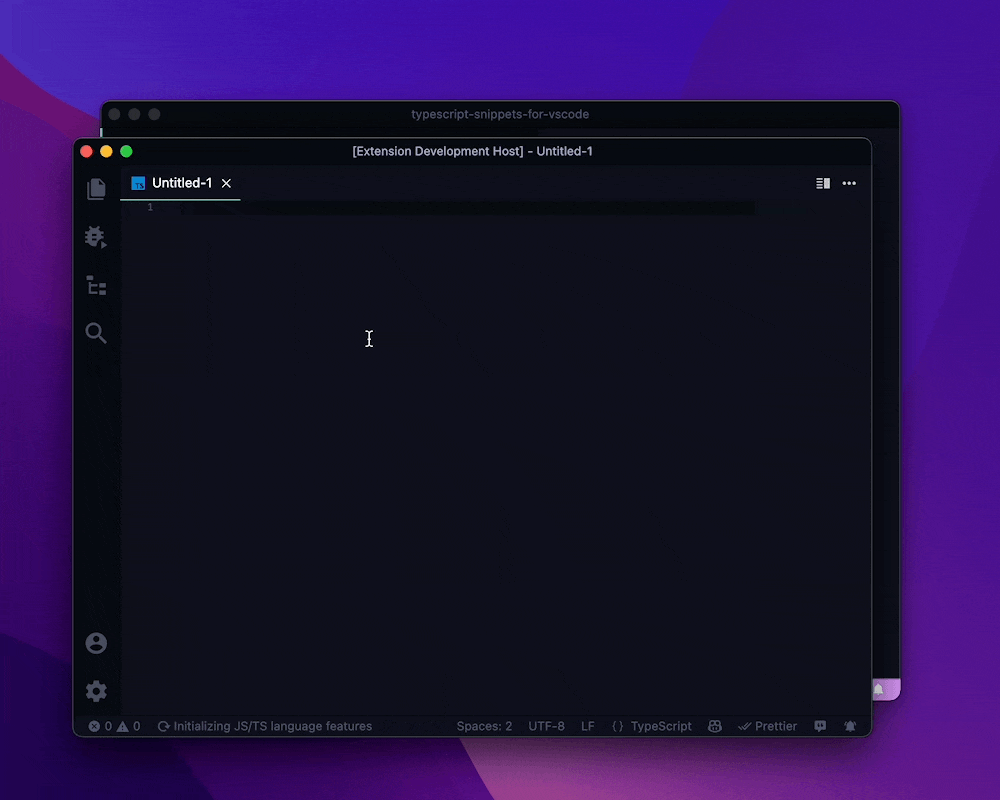 typescript-snippets-for-vscode
[Extension Development Host] - Untitled-1
TS Untitled-1
1
0 0 Initializing JS/TS language features Spaces: 2 UTF-8 LF { } TypeScript Prettier